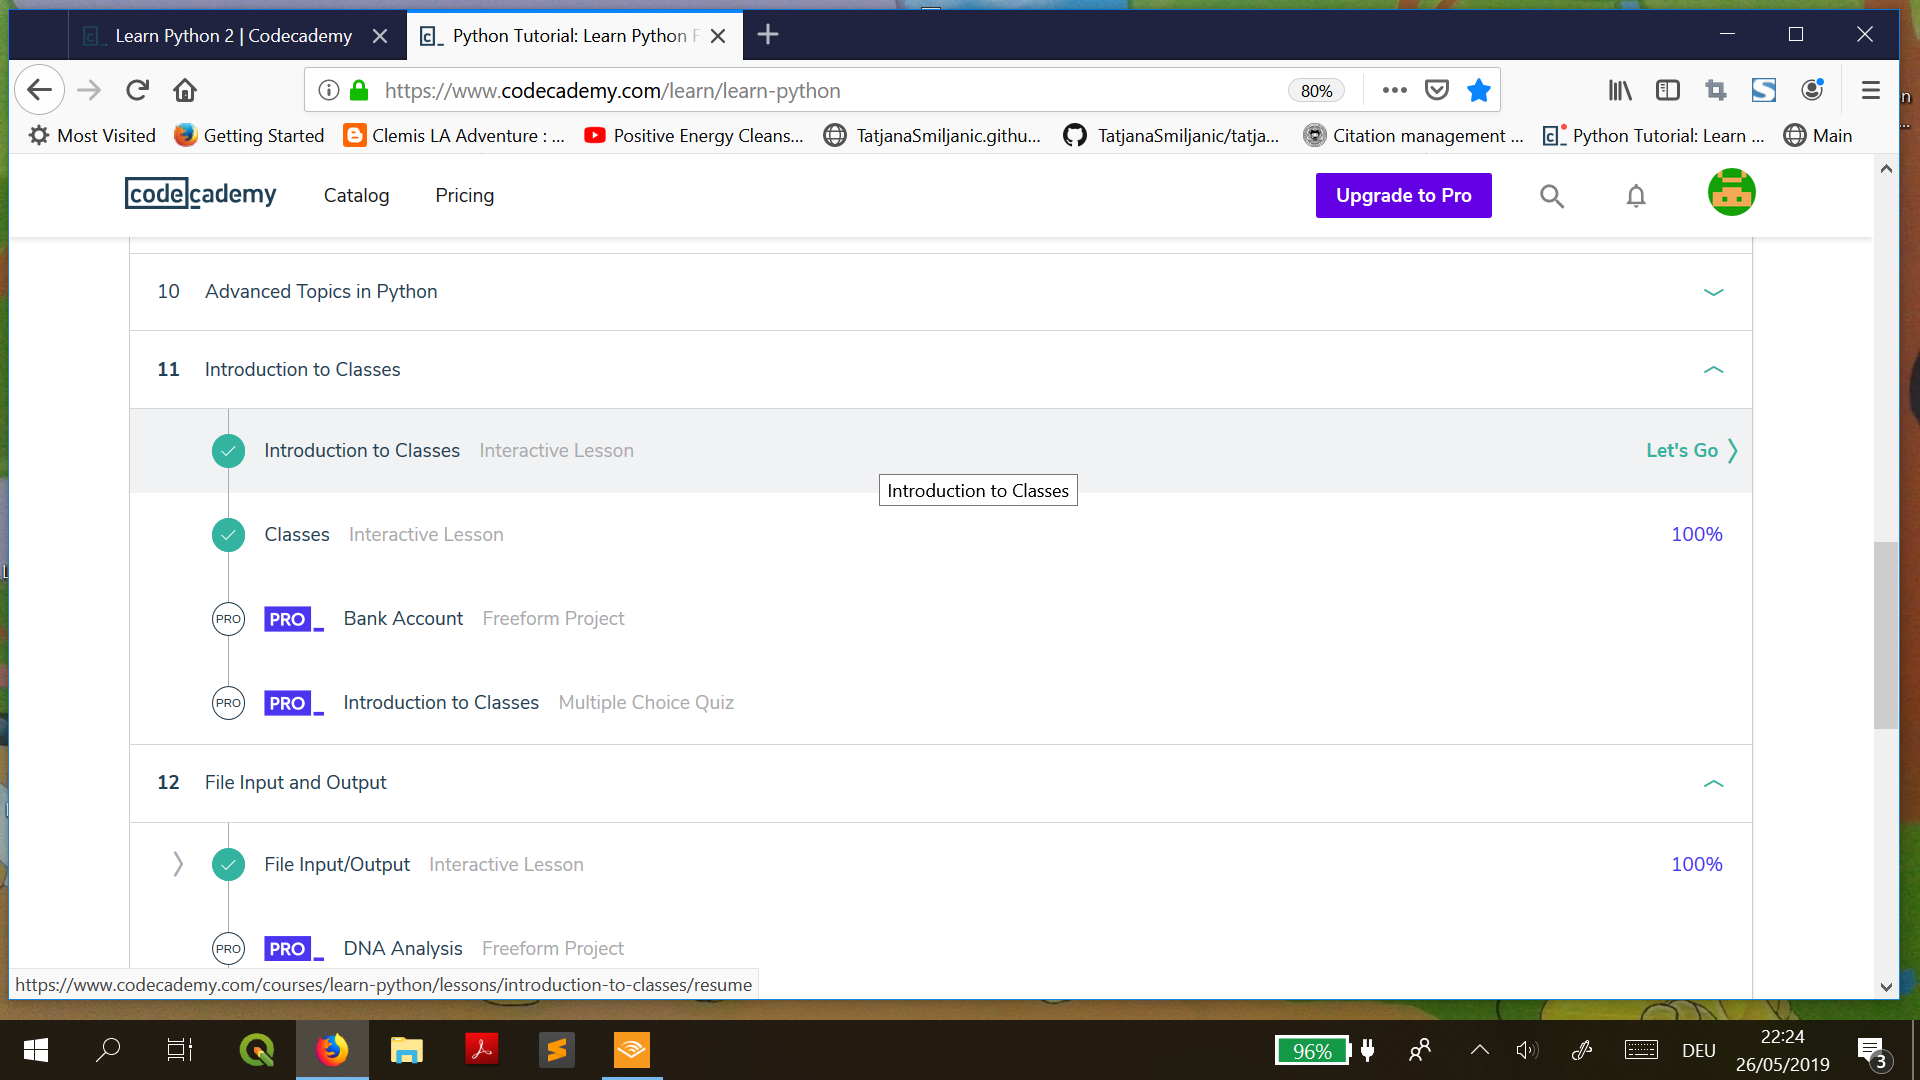 Learn Python 2 | Codecademy
Python Tutorial: Learn Python F
https://www.codecademy.com/learn/learn-python
80%
Most Visited
Getting Started
Clemis LA Adventure : ...
Positive Energy Cleans...
TatjanaSmiljanic.githu...
TatjanaSmiljanic/tatja...
Citation management ...
Python Tutorial: Learn ...
Main
codecademy
Catalog
Pricing
Upgrade to Pro
10 Advanced Topics in Python
11 Introduction to Classes
Introduction to Classes Interactive Lesson Let's Go
Introduction to Classes
Classes Interactive Lesson 100%
PRO PRO_ Bank Account Freeform Project
PRO PRO_ Introduction to Classes Multiple Choice Quiz
12 File Input and Output
File Input/Output Interactive Lesson 100%
PRO PRO_ DNA Analysis Freeform Project
https://www.codecademy.com/courses/learn-python/lessons/introduction-to-classes/resume
96%
DEU
22:24
26/05/2019
3